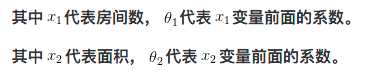 其中 x₁ 代表房间数， θ₁ 代表 x₁ 变量前面的系数。
其中 x₂ 代表面积， θ₂ 代表 x₂ 变量前面的系数。